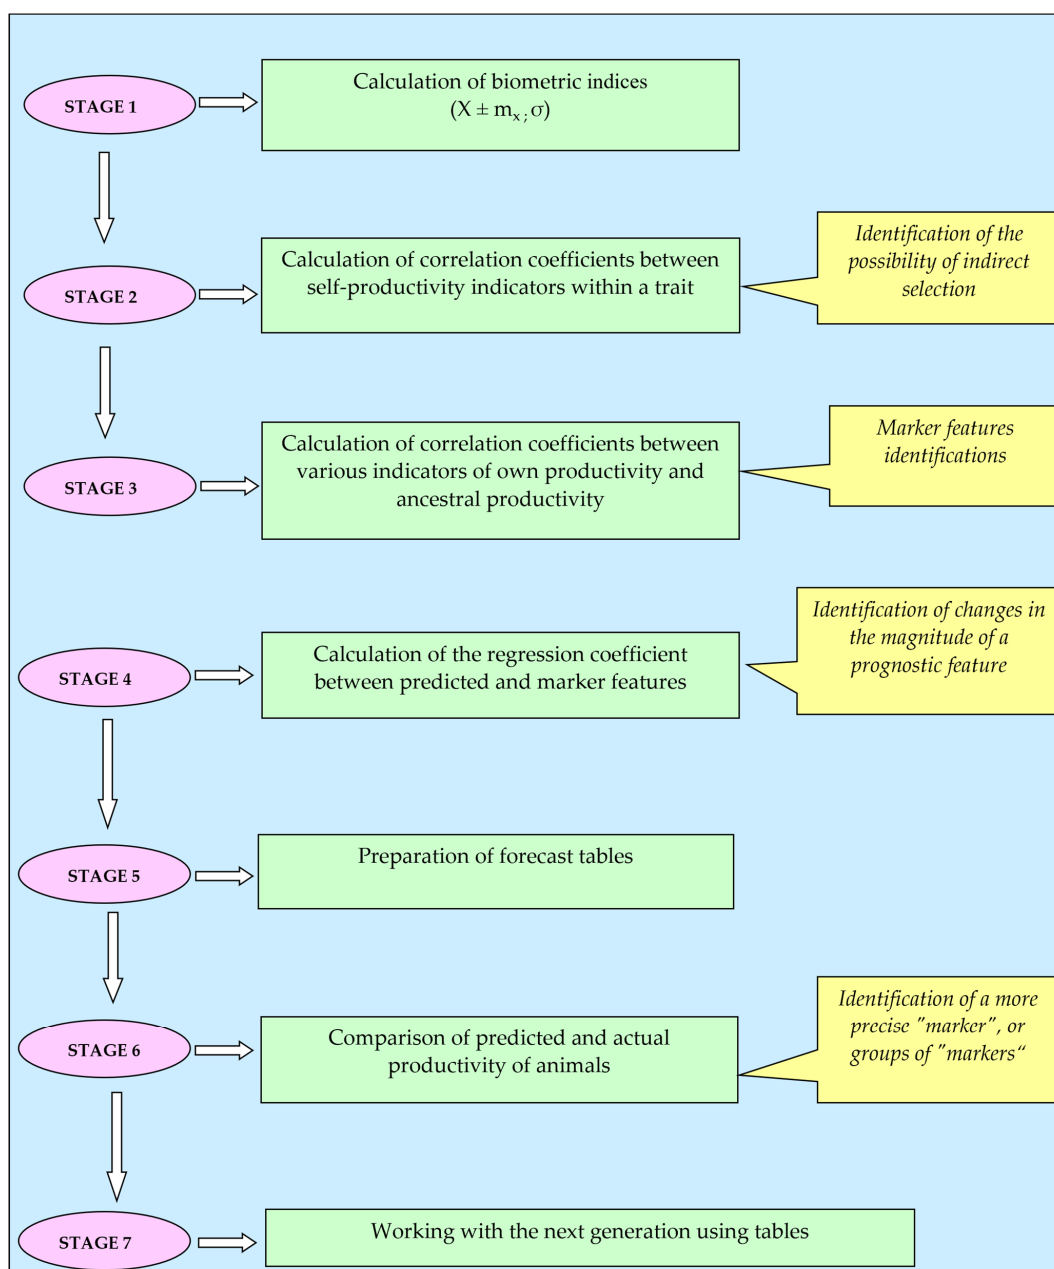 STAGE 1
Calculation of biometric indices
(X ± mx ; σ)
STAGE 2
Calculation of correlation coefficients between
self-productivity indicators within a trait
Identification of the
possibility of indirect
selection
STAGE 3
Calculation of correlation coefficients between
various indicators of own productivity and
ancestral productivity
Marker features
identifications
STAGE 4
Calculation of the regression coefficient
between predicted and marker features
Identification of changes in
the magnitude of a
prognostic feature
STAGE 5
Preparation of forecast tables
STAGE 6
Comparison of predicted and actual
productivity of animals
Identification of a more
precise "marker", or
groups of "markers“
STAGE 7
Working with the next generation using tables